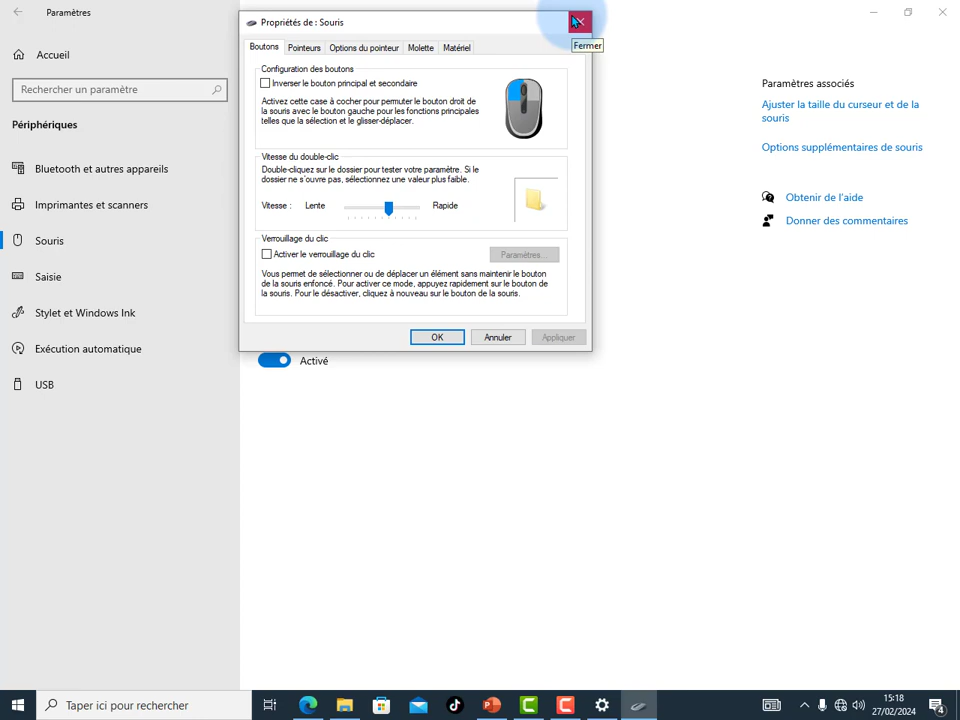 Paramètres
Accueil
Rechercher un paramètre
Périphériques
Bluetooth et autres appareils
Imprimantes et scanners
Souris
Saisie
Stylet et Windows Ink
Exécution automatique
USB
Propriétés de : Souris
Fermer
Boutons
Pointeurs
Options du pointeur
Molette
Matériel
Configuration des boutons
Inverser le bouton principal et secondaire
Activez cette case à cocher pour permuter le bouton droit de
la souris avec le bouton gauche pour les fonctions principales
telles que la sélection et le glisser-déplacer.
Vitesse du double-clic
Double-cliquez sur le dossier pour tester votre paramètre. Si le
dossier ne s'ouvre pas, sélectionnez une valeur plus faible.
Vitesse : Lente Rapide
Verrouillage du clic
Activer le verrouillage du clic
Paramètres...
Vous permet de sélectionner ou de déplacer un élément sans maintenir le bouton
de la souris enfoncé. Pour activer ce mode, appuyez rapidement sur le bouton de
la souris. Pour le désactiver, cliquez à nouveau sur le bouton de la souris.
OK
Annuler
Appliquer
Activé
Paramètres associés
Ajuster la taille du curseur et de la
souris
Options supplémentaires de souris
Obtenir de l'aide
Donner des commentaires
Taper ici pour rechercher
15:18
27/02/2024
4